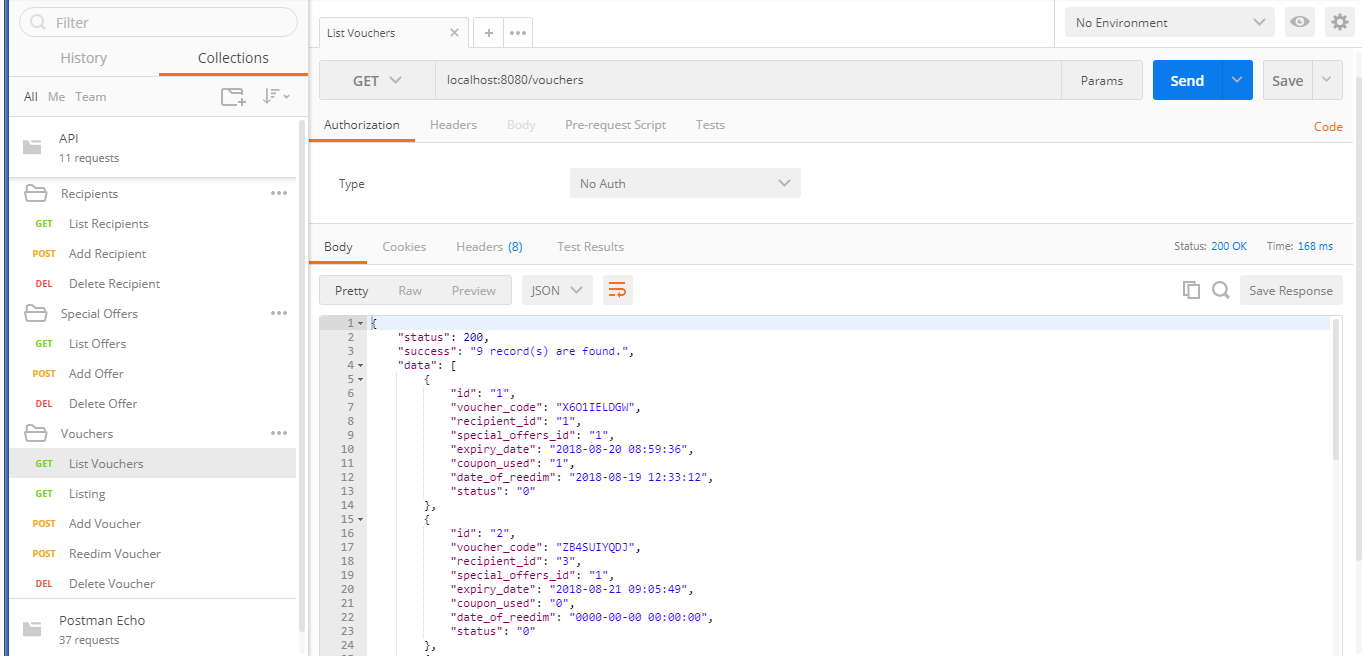 Filter
History Collections
All Me Team
API
11 requests
Recipients
GET List Recipients
POST Add Recipient
DEL Delete Recipient
Special Offers
GET List Offers
POST Add Offer
DEL Delete Offer
Vouchers
GET List Vouchers
GET Listing
POST Add Voucher
POST Reedim Voucher
DEL Delete Voucher
Postman Echo
37 requests
List Vouchers
No Environment
GET localhost:8080/vouchers Params Send Save
Authorization Headers Body Pre-request Script Tests Code
Type No Auth
Body Cookies Headers (8) Test Results Status: 200 OK Time: 168 ms
Pretty Raw Preview JSON Save Response
1 {
2 "status": 200,
3 "success": "9 record(s) are found.",
4 "data": [
5 {
6 "id": "1",
7 "voucher_code": "X6O1IELDGW",
8 "recipient_id": "1",
9 "special_offers_id": "1",
10 "expiry_date": "2018-08-20 08:59:36",
11 "coupon_used": "1",
12 "date_of_reedim": "2018-08-19 12:33:12",
13 "status": "0"
14 },
15 {
16 "id": "2",
17 "voucher_code": "ZB4SUIYQDJ",
18 "recipient_id": "3",
19 "special_offers_id": "1",
20 "expiry_date": "2018-08-21 09:05:49",
21 "coupon_used": "0",
22 "date_of_reedim": "0000-00-00 00:00:00",
23 "status": "0"
24 },